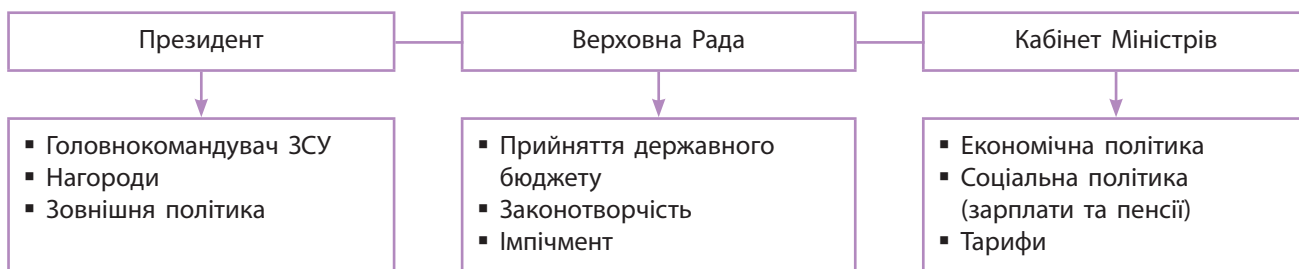 Президент
Верховна Рада
Кабінет Міністрів
▪ Головнокомандувач ЗСУ
▪ Нагороди
▪ Зовнішня політика
▪ Прийняття державного
бюджету
▪ Законотворчість
▪ Імпічмент
▪ Економічна політика
▪ Соціальна політика
(зарплати та пенсії)
▪ Тарифи